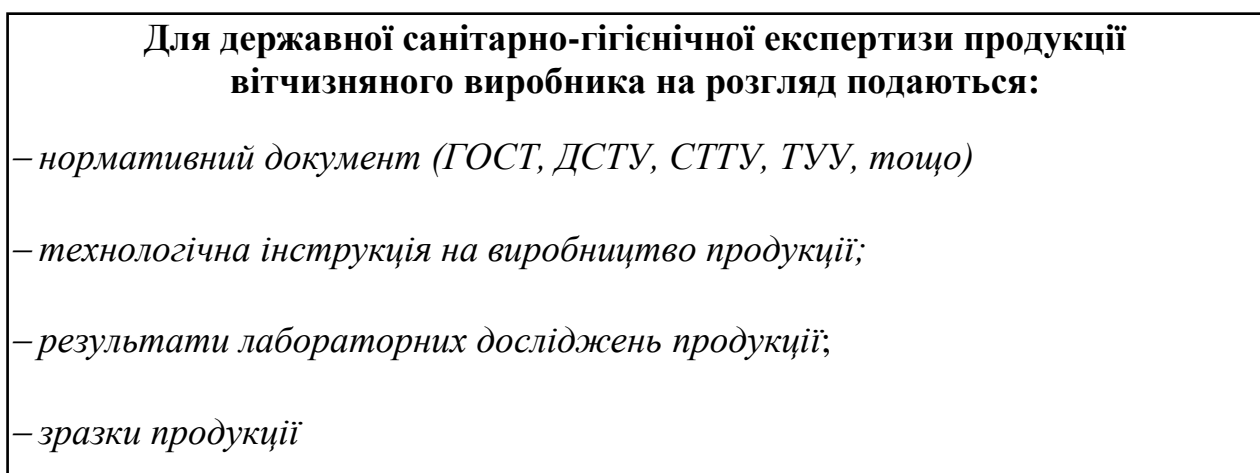 Для державної санітарно-гігієнічної експертизи продукції
вітчизняного виробника на розгляд подаються:
– нормативний документ (ГОСТ, ДСТУ, СТТУ, ТУУ, тощо)
– технологічна інструкція на виробництво продукції;
– результати лабораторних досліджень продукції;
– зразки продукції